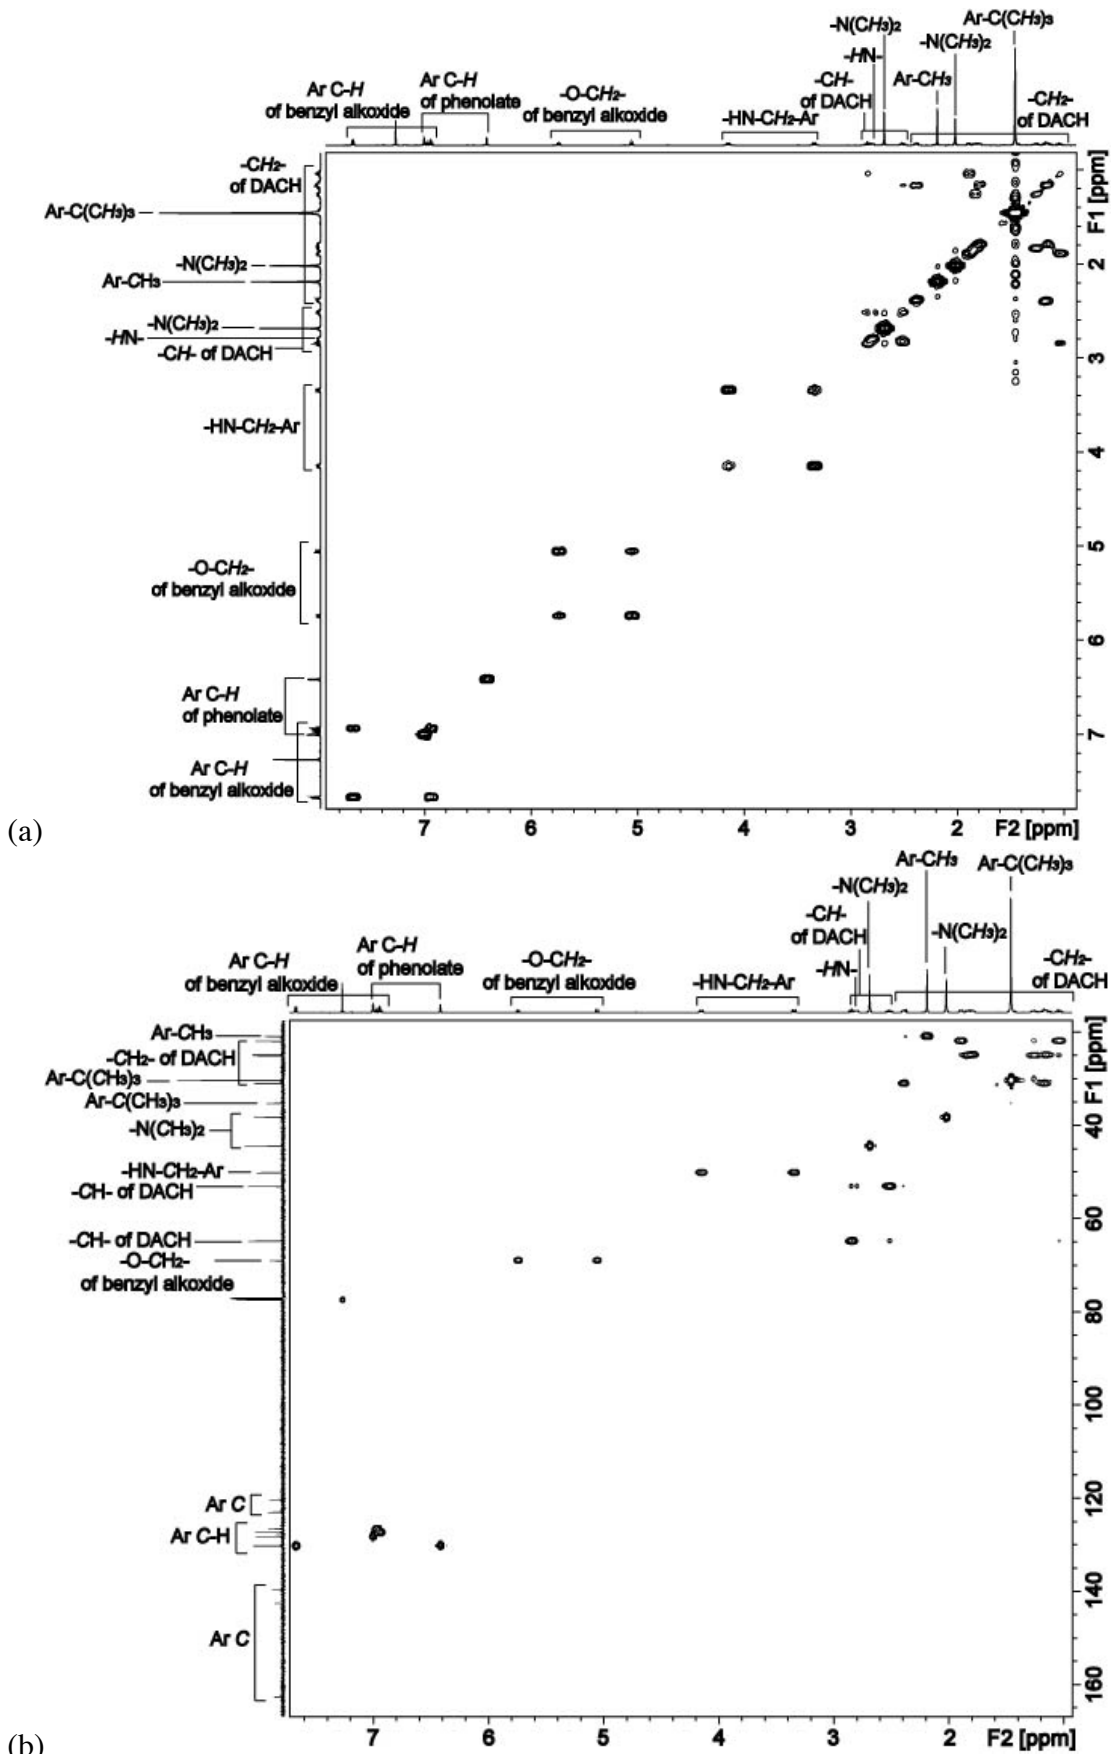 Ar-C(CH3)3
-N(CH3)2
-N(CH3)2
-HN-
Ar C-H
of benzyl alkoxide
Ar C-H
of phenolate
-O-CH2-
of benzyl alkoxide
-CH-
of DACH
Ar-CH3
-HN-CH2-Ar
-CH2-
of DACH
-CH2-
of DACH
Ar-C(CH3)3
-N(CH3)2
Ar-CH3
-N(CH3)2
-HN-
-CH- of DACH
-HN-CH2-Ar
-O-CH2-
of benzyl alkoxide
Ar C-H
of phenolate
Ar C-H
of benzyl alkoxide
F1 [ppm]
2
3
4
5
6
7
7 6 5 4 3 2 F2 [ppm]
(a)
Ar-CH3
Ar-C(CH3)3
-N(CH3)2
-CH-
of DACH
-N(CH3)2
Ar C-H
of benzyl alkoxide
Ar C-H
of phenolate
-O-CH2-
of benzyl alkoxide
-HN-CH2-Ar
-HN-
-CH2-
of DACH
Ar-CH3
-CH2- of DACH
Ar-C(CH3)3
Ar-C(CH3)3
-N(CH3)2
-HN-CH2-Ar
-CH- of DACH
-CH- of DACH
-O-CH2-
of benzyl alkoxide
Ar C
Ar C-H
Ar C
F1 [ppm]
40
60
80
100
120
140
160
7 6 5 4 3 2 F2 [ppm]
(b)